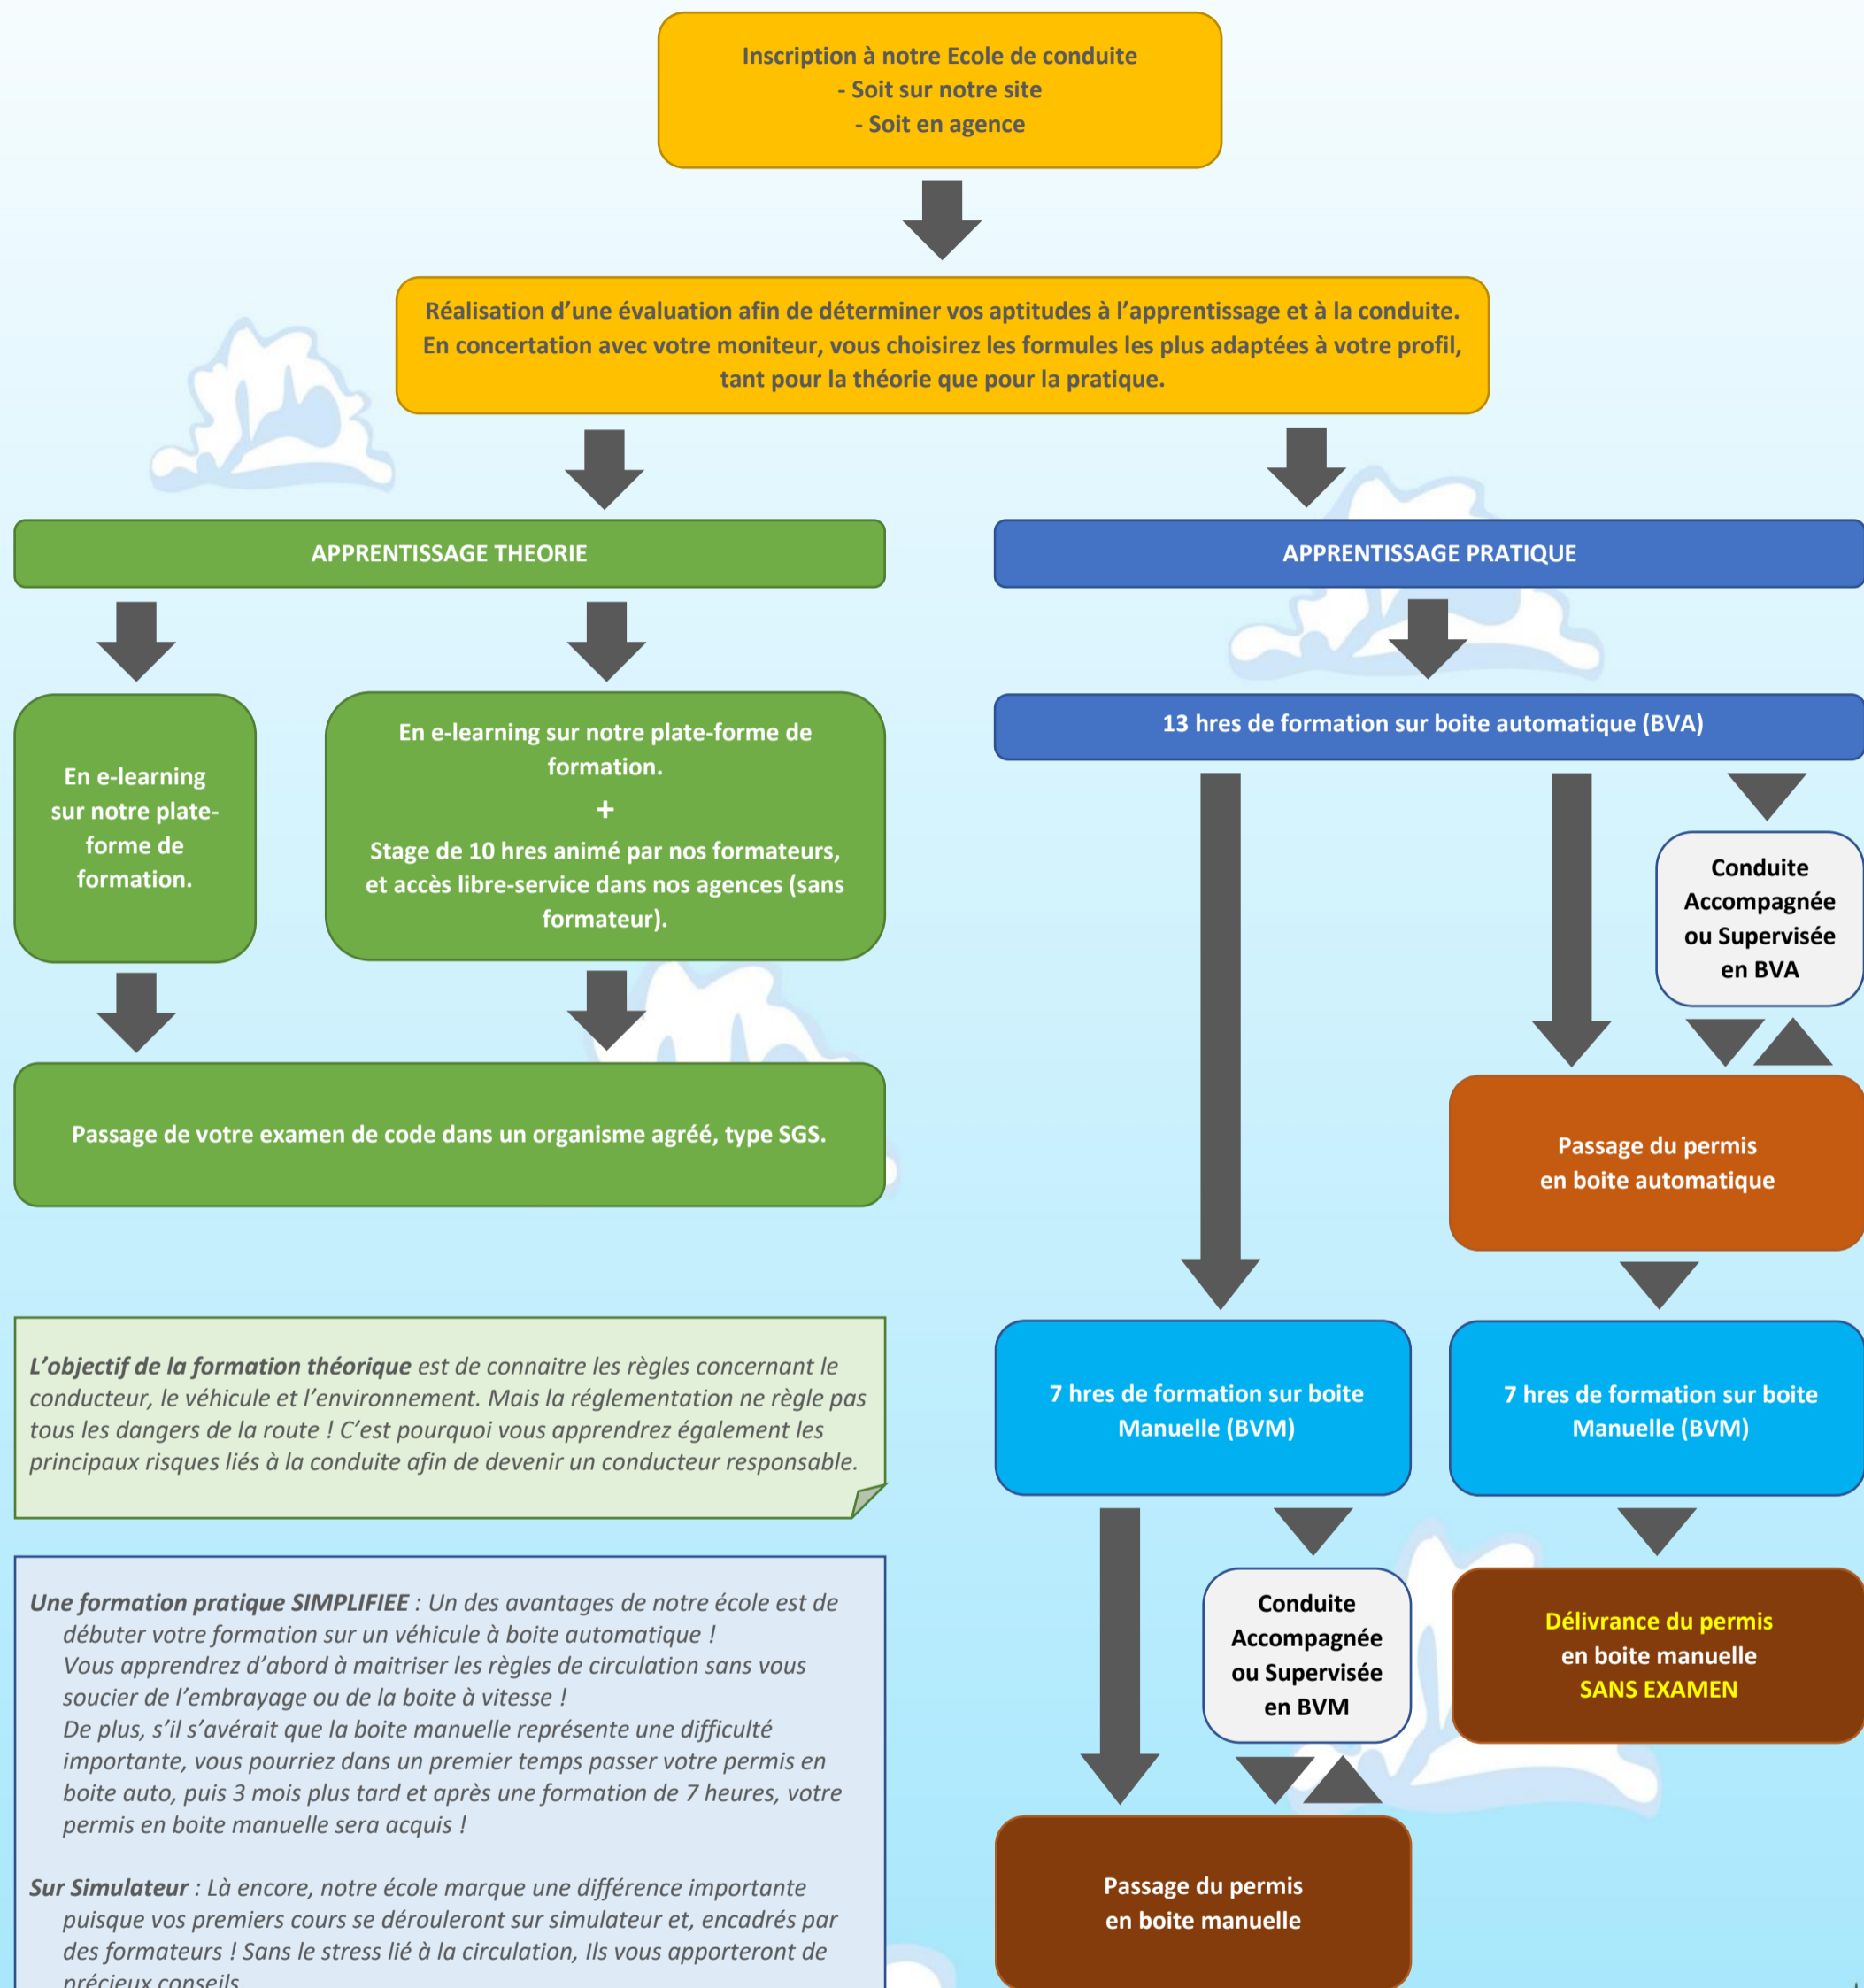 Inscription à notre Ecole de conduite
- Soit sur notre site
- Soit en agence
Réalisation d’une évaluation afin de déterminer vos aptitudes à l’apprentissage et à la conduite.
En concertation avec votre moniteur, vous choisirez les formules les plus adaptées à votre profil,
tant pour la théorie que pour la pratique.
APPRENTISSAGE THEORIE
En e-learning
sur notre plate-
forme de
formation.
En e-learning sur notre plate-forme de
formation.
+
Stage de 10 hres animé par nos formateurs,
et accès libre-service dans nos agences (sans
formateur).
Passage de votre examen de code dans un organisme agréé, type SGS.
L’objectif de la formation théorique est de connaitre les règles concernant le
conducteur, le véhicule et l’environnement. Mais la réglementation ne règle pas
tous les dangers de la route ! C’est pourquoi vous apprendrez également les
principaux risques liés à la conduite afin de devenir un conducteur responsable.
Une formation pratique SIMPLIFIEE : Un des avantages de notre école est de
débuter votre formation sur un véhicule à boite automatique !
Vous apprendrez d’abord à maitriser les règles de circulation sans vous
soucier de l’embrayage ou de la boite à vitesse !
De plus, s’il s’avérait que la boite manuelle représente une difficulté
importante, vous pourriez dans un premier temps passer votre permis en
boite auto, puis 3 mois plus tard et après une formation de 7 heures, votre
permis en boite manuelle sera acquis !
Sur Simulateur : Là encore, notre école marque une différence importante
puisque vos premiers cours se dérouleront sur simulateur et, encadrés par
des formateurs ! Sans le stress lié à la circulation, Ils vous apporteront de
précieux conseils
APPRENTISSAGE PRATIQUE
13 hres de formation sur boite automatique (BVA)
Conduite
Accompagnée
ou Supervisée
en BVA
Passage du permis
en boite automatique
7 hres de formation sur boite
Manuelle (BVM)
7 hres de formation sur boite
Manuelle (BVM)
Conduite
Accompagnée
ou Supervisée
en BVM
Délivrance du permis
en boite manuelle
SANS EXAMEN
Passage du permis
en boite manuelle